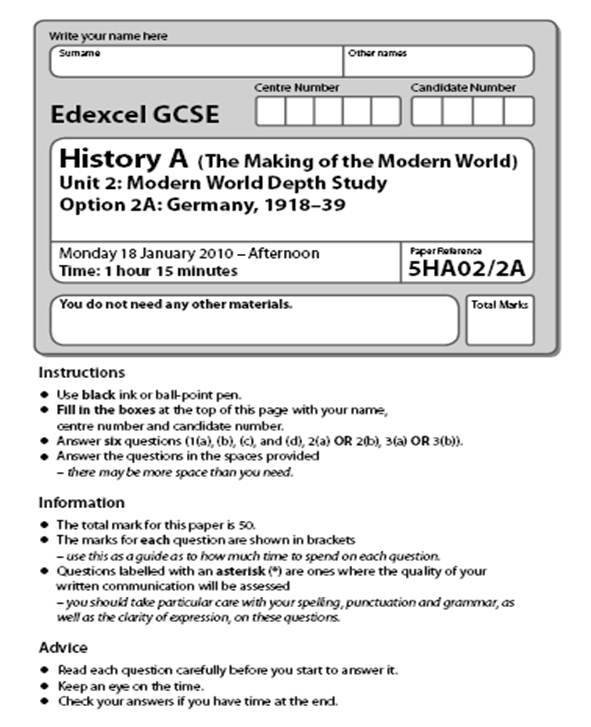 Write your name here
Surname
Other names
Centre Number
Candidate Number
Edexcel GCSE
History A (The Making of the Modern World)
Unit 2: Modern World Depth Study
Option 2A: Germany, 1918–39
Monday 18 January 2010 – Afternoon
Time: 1 hour 15 minutes
Paper Reference
5HA02/2A
You do not need any other materials.
Total Marks
Instructions
● Use black ink or ball-point pen.
● Fill in the boxes at the top of this page with your name,
centre number and candidate number.
● Answer six questions (1(a), (b), (c), and (d), 2(a) OR 2(b), 3(a) OR 3(b)).
● Answer the questions in the spaces provided
– there may be more space than you need.
Information
● The total mark for this paper is 50.
● The marks for each question are shown in brackets
– use this as a guide as to how much time to spend on each question.
● Questions labelled with an asterisk (*) are ones where the quality of your
written communication will be assessed
– you should take particular care with your spelling, punctuation and grammar, as
well as the clarity of expression, on these questions.
Advice
● Read each question carefully before you start to answer it.
● Keep an eye on the time.
● Check your answers if you have time at the end.